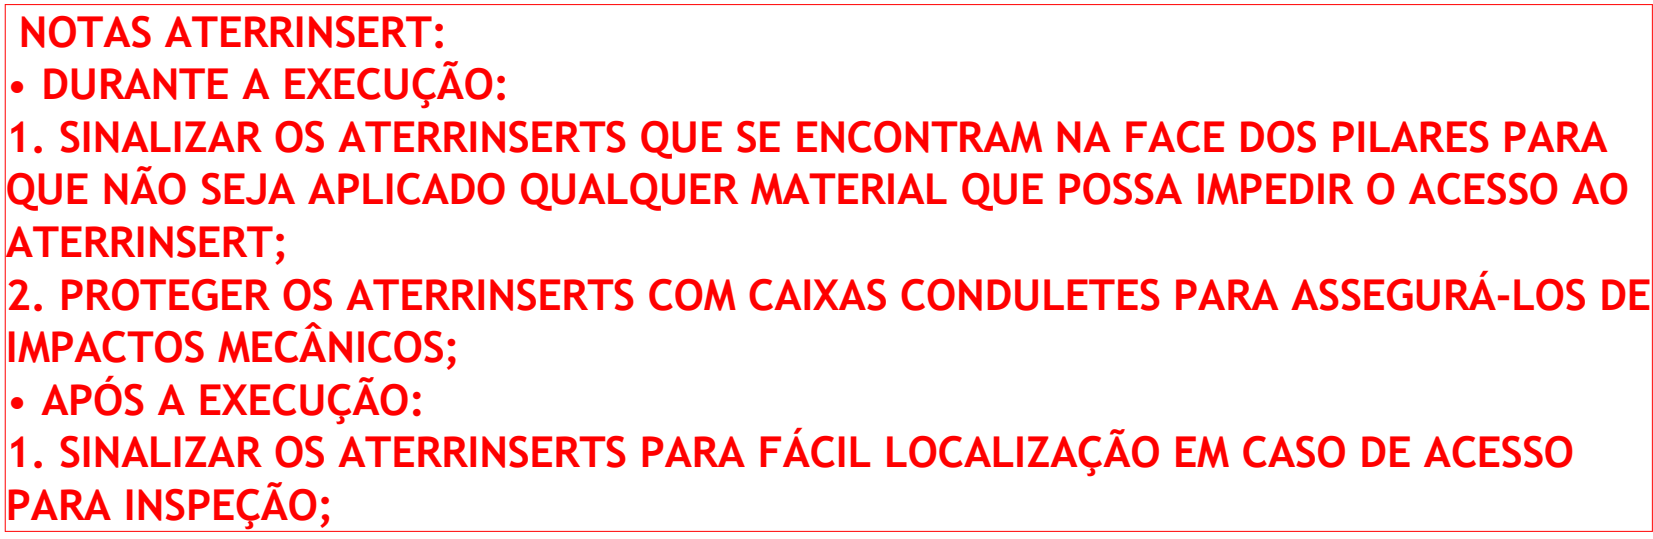 NOTAS ATERRINSERT:
• DURANTE A EXECUÇÃO:
1. SINALIZAR OS ATERRINSERTS QUE SE ENCONTRAM NA FACE DOS PILARES PARA
QUE NÃO SEJA APLICADO QUALQUER MATERIAL QUE POSSA IMPEDIR O ACESSO AO
ATERRINSERT;
2. PROTEGER OS ATERRINSERTS COM CAIXAS CONDULETES PARA ASSEGURÁ-LOS DE
IMPACTOS MECÂNICOS;
• APÓS A EXECUÇÃO:
1. SINALIZAR OS ATERRINSERTS PARA FÁCIL LOCALIZAÇÃO EM CASO DE ACESSO
PARA INSPEÇÃO;